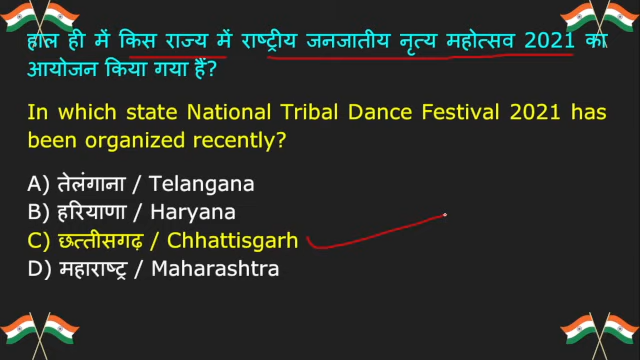 हाल ही में किस राज्य में राष्ट्रीय जनजातीय नृत्य महोत्सव 2021 का
आयोजन किया गया हैं?
In which state National Tribal Dance Festival 2021 has
been organized recently?
A) तेलंगाना / Telangana
B) हरियाणा / Haryana
C) छत्तीसगढ़ / Chhattisgarh
D) महाराष्ट्र / Maharashtra